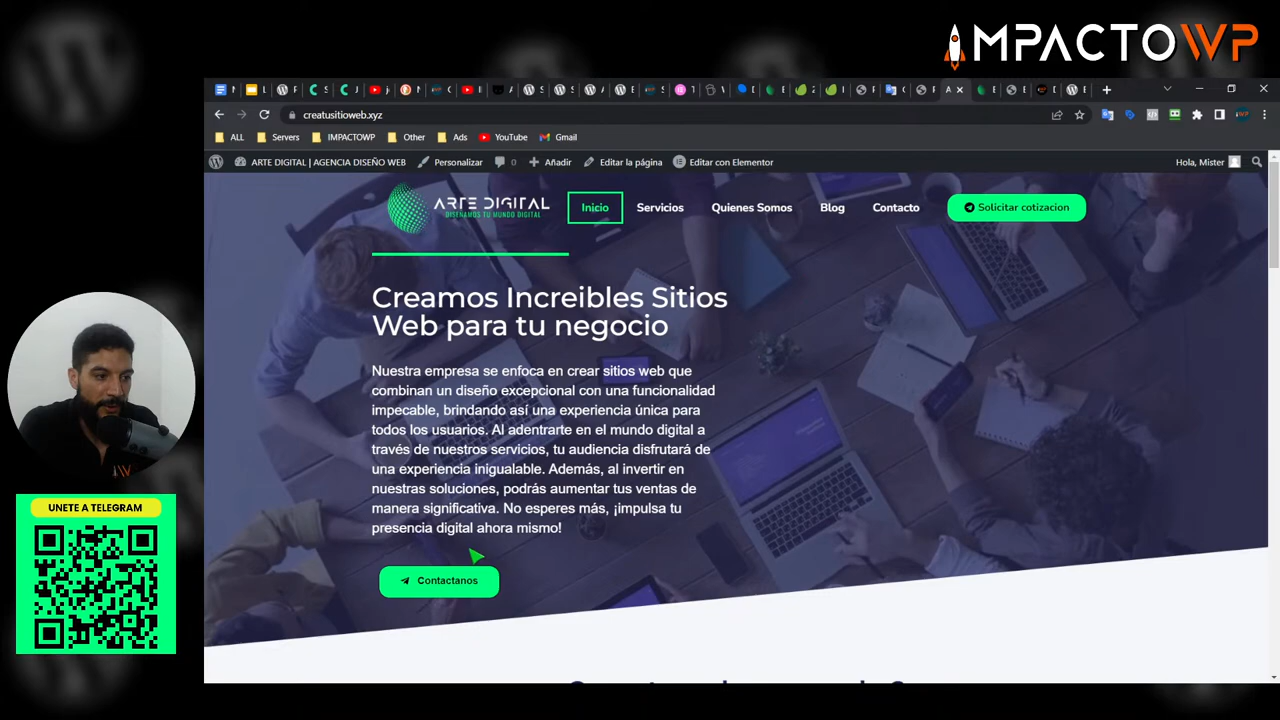 MPACTOWP
creatusitioweb.xyz
ALL Servers IMPACTOWP Other Ads YouTube Gmail
ARTE DIGITAL | AGENCIA DISEÑO WEB Personalizar 0 Añadir Editar la página Editar con Elementor Hola, Mister
ARTE DIGITAL
DISEÑAMOS TU MUNDO DIGITAL
Inicio Servicios Quienes Somos Blog Contacto Solicitar cotizacion
Creamos Increibles Sitios
Web para tu negocio
Nuestra empresa se enfoca en crear sitios web que
combinan un diseño excepcional con una funcionalidad
impecable, brindando así una experiencia única para
todos los usuarios. Al adentrarte en el mundo digital a
través de nuestros servicios, tu audiencia disfrutará de
una experiencia inigualable. Además, al invertir en
nuestras soluciones, podrás aumentar tus ventas de
manera significativa. No esperes más, ¡impulsa tu
presencia digital ahora mismo!
Contactanos
UNETE A TELEGRAM